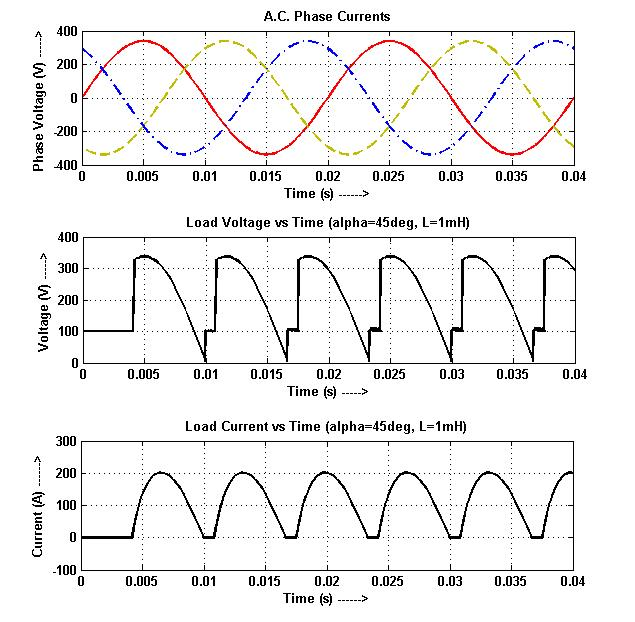 A.C. Phase Currents
Phase Voltage (V) ---->
400
200
0
-200
-400
0 0.005 0.01 0.015 0.02 0.025 0.03 0.035 0.04
Time (s) ------>
Load Voltage vs Time (alpha=45deg, L=1mH)
Voltage (V) ---->
400
300
200
100
0
0 0.005 0.01 0.015 0.02 0.025 0.03 0.035 0.04
Time (s) ----->
Load Current vs Time (alpha=45deg, L=1mH)
Current (A) ---->
300
200
100
0
-100
0 0.005 0.01 0.015 0.02 0.025 0.03 0.035 0.04
Time (s) ------>